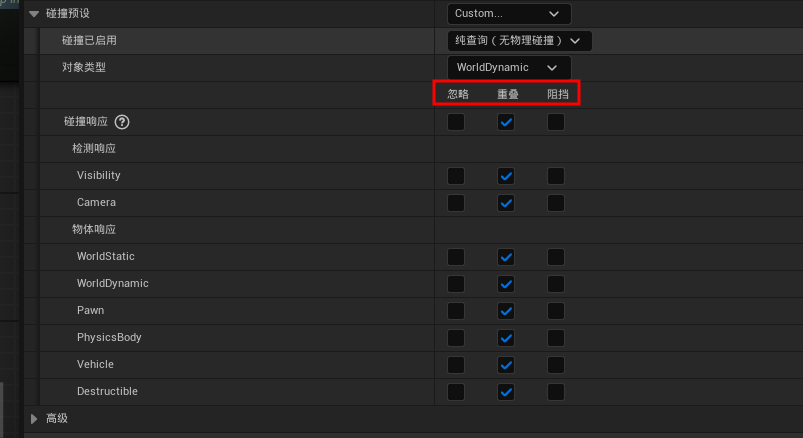 碰撞预设 Custom...
碰撞已启用 纯查询（无物理碰撞）
对象类型 WorldDynamic
忽略 重叠 阻挡
碰撞响应 ?
检测响应
Visibility
Camera
物体响应
WorldStatic
WorldDynamic
Pawn
PhysicsBody
Vehicle
Destructible
高级